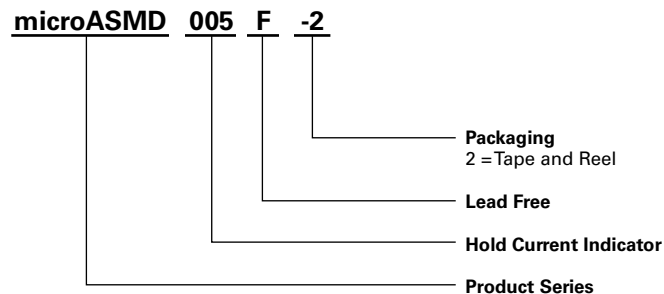 microASMD 005 F -2
Packaging
2 = Tape and Reel
Lead Free
Hold Current Indicator
Product Series